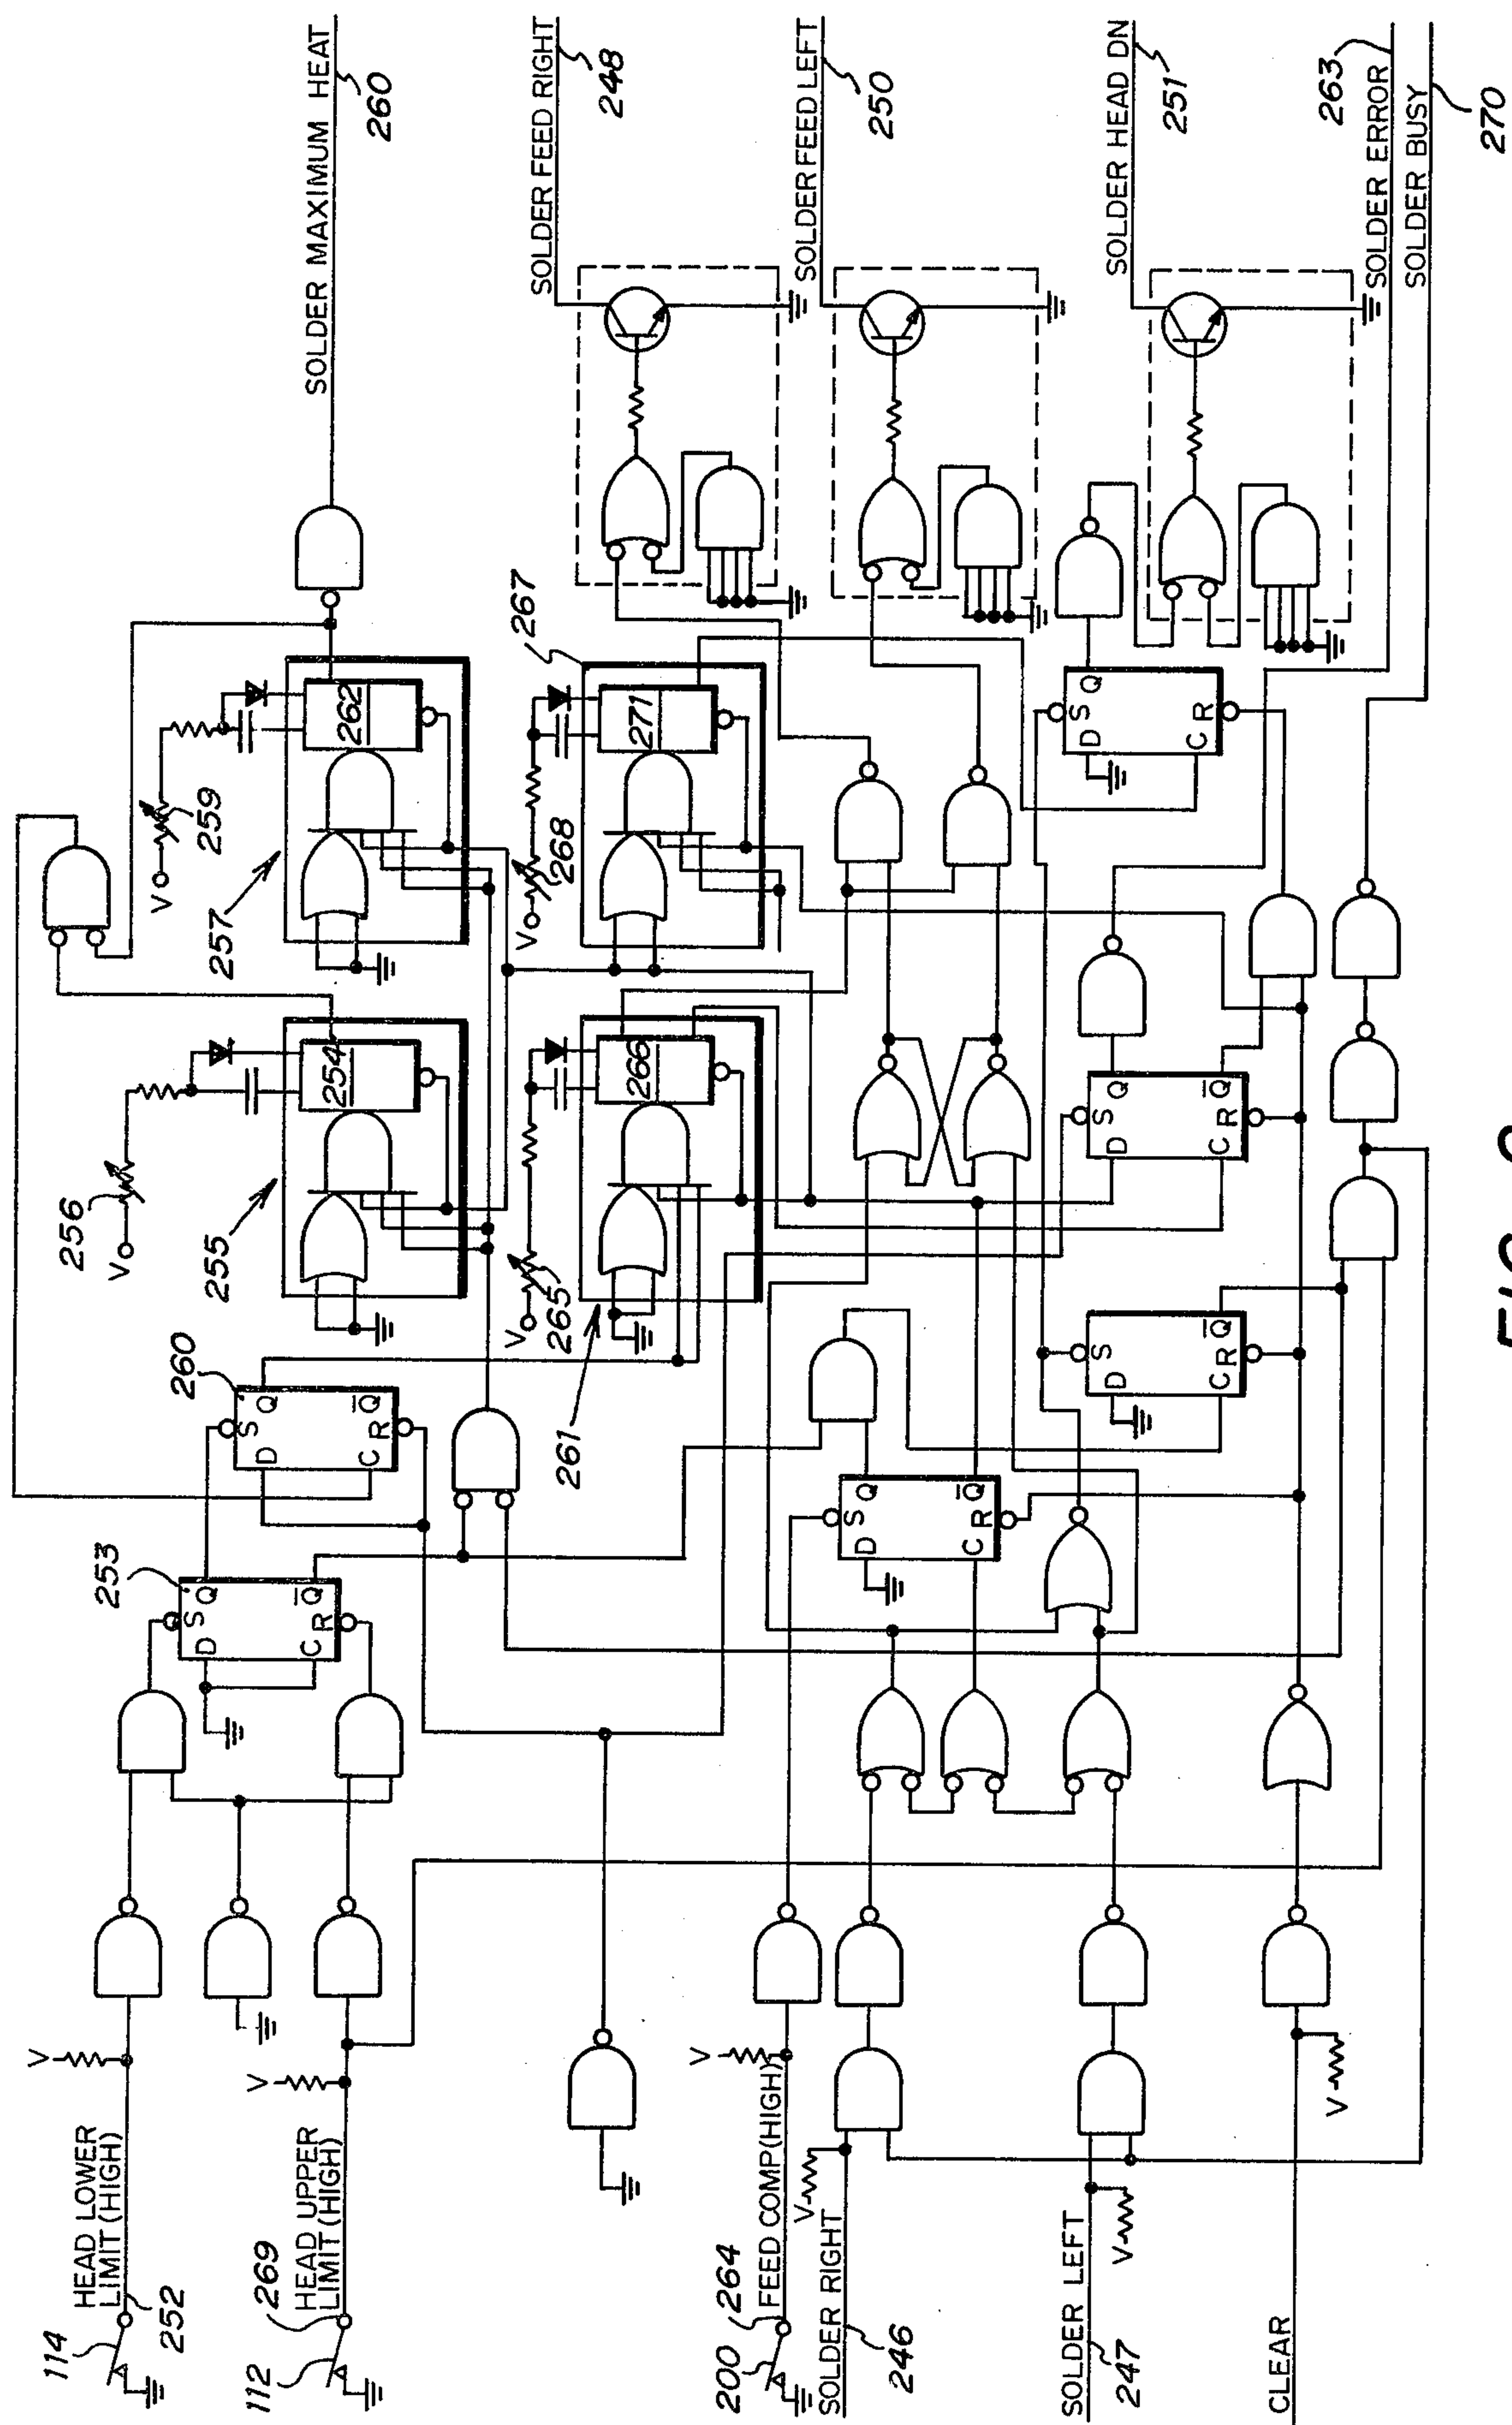 HEAD LOWER
LIMIT (HIGH)
114
252
V
HEAD UPPER
LIMIT (HIGH)
112
269
V
253
S
Q
D
C
R
Q
260
S
Q
D
C
R
Q
256
V
255
254
257
V
259
262
SOLDER MAXIMUM HEAT
260
261
V
265
266
V
268
267
271
SOLDER FEED RIGHT
248
SOLDER FEED LEFT
250
SOLDER HEAD DN
251
SOLDER ERROR
263
SOLDER BUSY
270
V
200
264
FEED COMP(HIGH)
V
SOLDER RIGHT
246
SOLDER LEFT
247
V
CLEAR
V
S
Q
D
C
R
Q
S
D
C
R
Q
S
Q
D
C
R
Q
S
Q
D
C
R